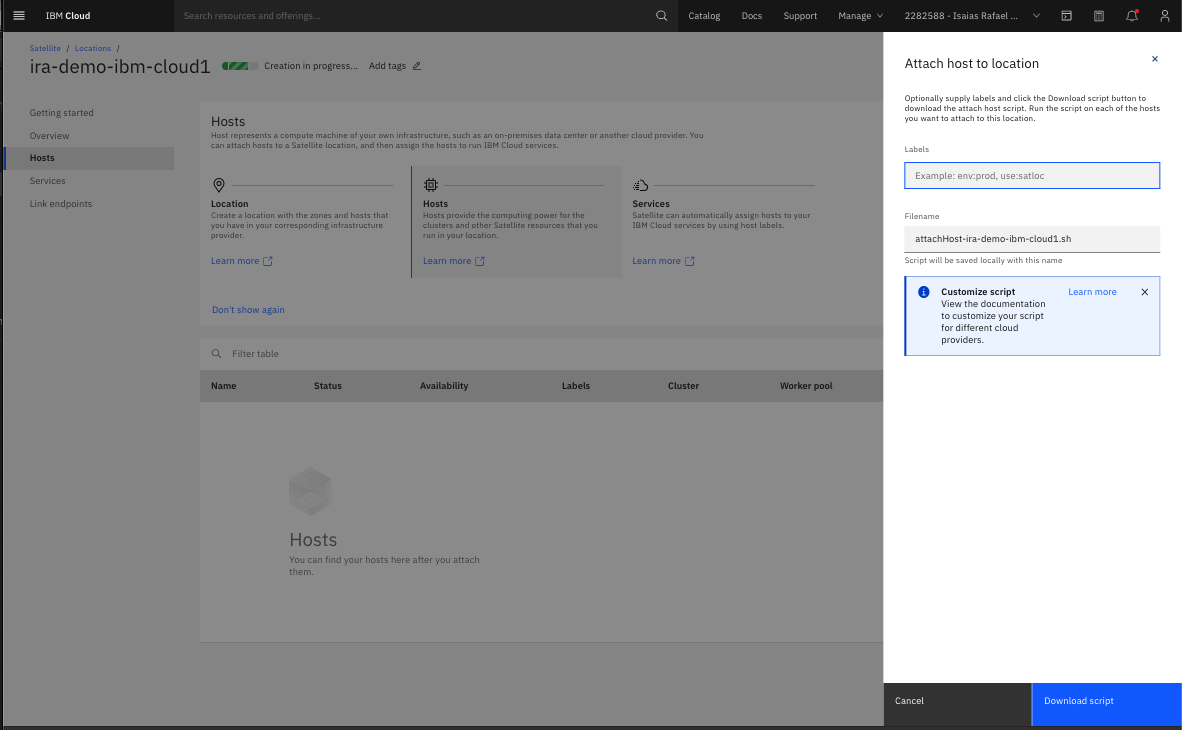 IBM Cloud
Search resources and offerings...
Catalog
Docs
Support
Manage
2282588 - Isaias Rafael ...
Satellite / Locations /
ira-demo-ibm-cloud1
Creation in progress...
Add tags
Getting started
Overview
Hosts
Services
Link endpoints
Hosts
Host represents a compute machine of your own infrastructure, such as an on-premises data center or another cloud provider. You
can attach hosts to a Satellite location, and then assign the hosts to run IBM Cloud services.
Location
Create a location with the zones and hosts that
you have in your corresponding infrastructure
provider.
Learn more
Hosts
Hosts provide the computing power for the
clusters and other Satellite resources that you
run in your location.
Learn more
Services
Satellite can automatically assign hosts to your
IBM Cloud services by using host labels.
Learn more
Don't show again
Filter table
Name
Status
Availability
Labels
Cluster
Worker pool
Hosts
You can find your hosts here after you attach
them.
Attach host to location
Optionally supply labels and click the Download script button to
download the attach host script. Run the script on each of the hosts
you want to attach to this location.
Labels
Example: env:prod, use:satloc
Filename
attachHost-ira-demo-ibm-cloud1.sh
Script will be saved locally with this name
Customize script
View the documentation
to customize your script
for different cloud
providers.
Learn more
Cancel
Download script